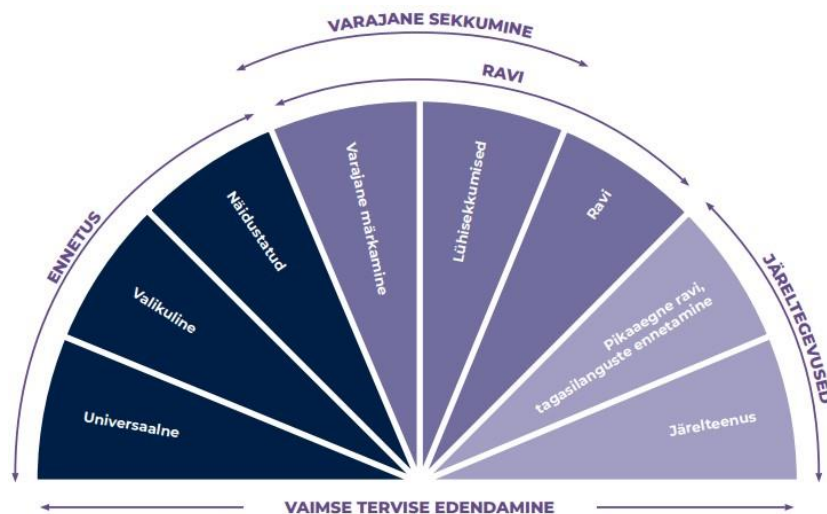 VARAJANE SEKKUMINE
RAVI
ENNETUS
JÄRELTEGEVUSED
Universaalne
Valikuline
Näidustatud
Varajane märkamine
Lühisekkumised
Ravi
Pikaaegne ravi,
tagasilanguste ennetamine
Järelteenus
VAIMSE TERVISE EDENDAMINE